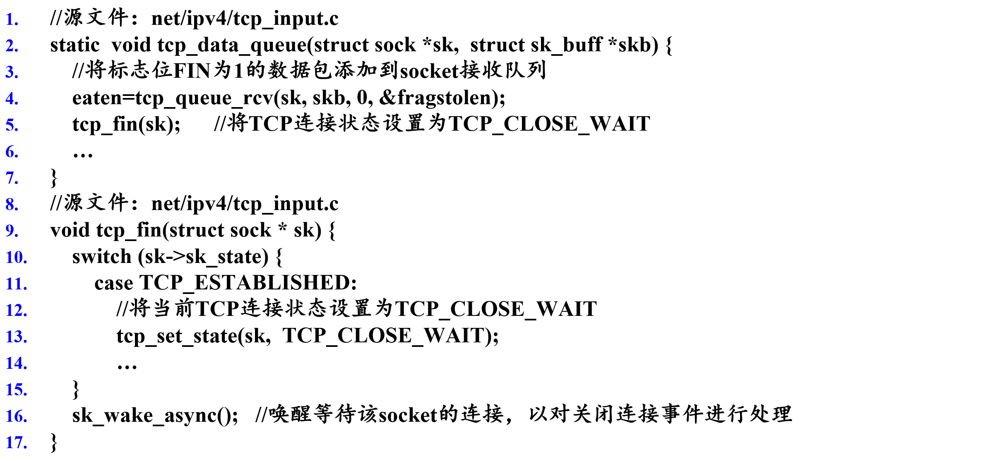 1. //源文件：net/ipv4/tcp_input.c
2. static  void tcp_data_queue(struct sock *sk,  struct sk_buff *skb) {
3. //将标志位FIN为1的数据包添加到socket接收队列
4. eaten=tcp_queue_rcv(sk, skb, 0, &fragstolen);
5. tcp_fin(sk);      //将TCP连接状态设置为TCP_CLOSE_WAIT
6. …
7. }
8. //源文件：net/ipv4/tcp_input.c
9. void tcp_fin(struct sock * sk) {
10. switch (sk->sk_state) {
11. case TCP_ESTABLISHED:
12. //将当前TCP连接状态设置为TCP_CLOSE_WAIT
13. tcp_set_state(sk,  TCP_CLOSE_WAIT);
14. …
15. }
16. sk_wake_async();   //唤醒等待该socket的连接，以对关闭连接事件进行处理
17. }